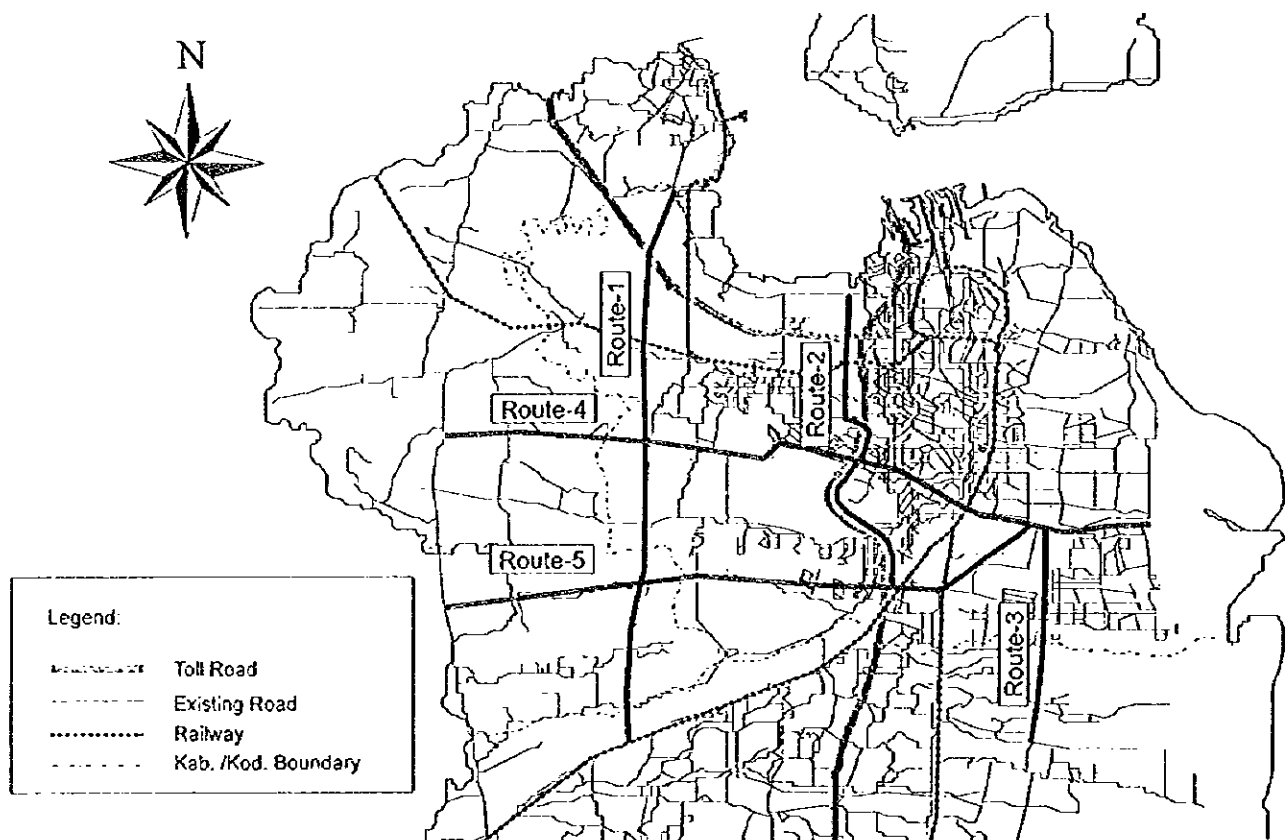 N
Route-1
Route-2
Route-4
Route-5
Route-3
Legend:
Toll Road
Existing Road
Railway
Kab. /Kod. Boundary